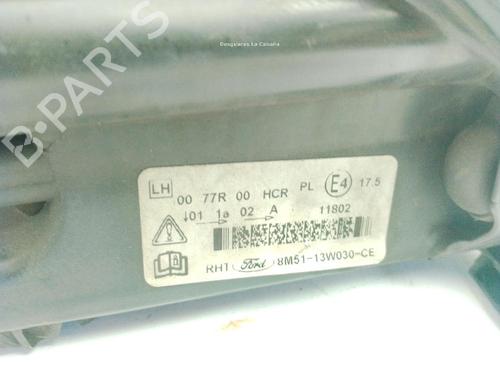 Desguaces La Cabaña
B-PARTS
LH
00 77R 00 HCR PL E4 17.5
01 1a 02 A 11802
RHT Ford 8M51-13W030-CE